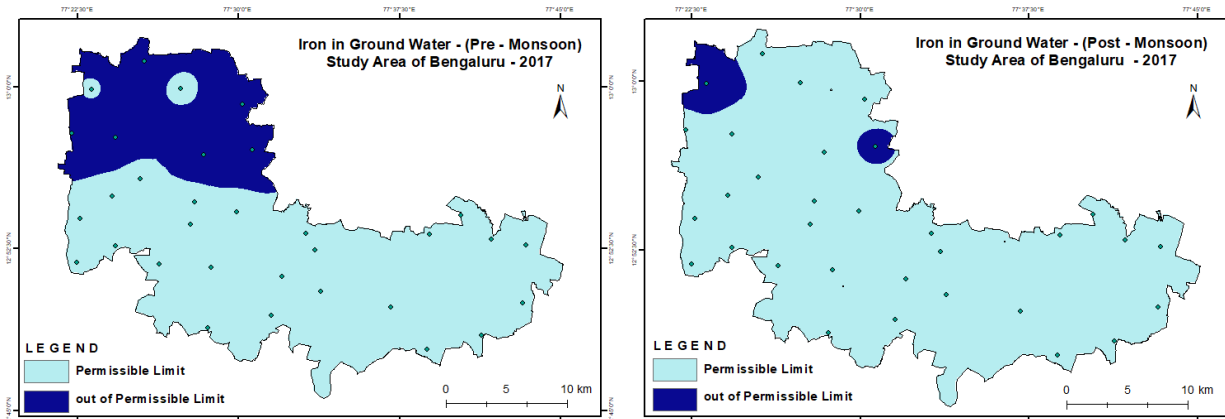 77° 22'30"E 77° 30'0"E 77° 37'30"E 77° 45'0"E
Iron in Ground Water - (Pre - Monsoon)
Study Area of Bengaluru - 2017
13°0'0"N
N
12°52'30"N
LEGEND
Permissible Limit
out of Permissible Limit
0 5 10 km
77° 22'30"E 77° 30'0"E 77° 37'30"E 77° 45'0"E
Iron in Ground Water - (Post - Monsoon)
Study Area of Bengaluru - 2017
13°0'0"N
N
12°52'30"N
LEGEND
Permissible Limit
out of Permissible Limit
0 5 10 km